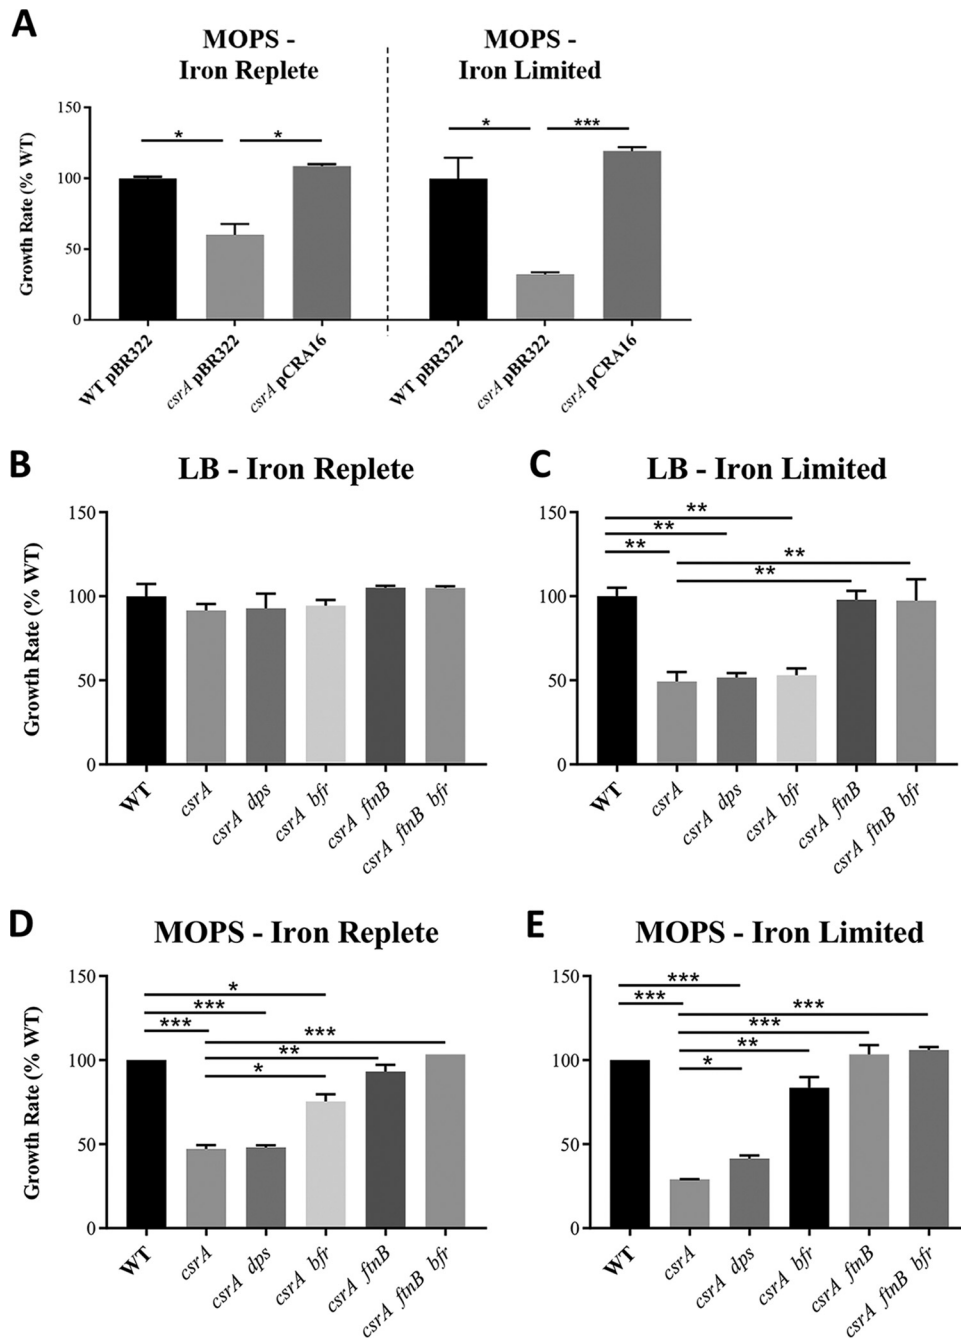 A
MOPS -
Iron Replete
MOPS -
Iron Limited
Growth Rate (% WT)
150
100
50
0
*
*
*
***
WT pBR322
csrA pBR322
csrA pCRA16
WT pBR322
csrA pBR322
csrA pCRA16
B
LB - Iron Replete
Growth Rate (% WT)
150
100
50
0
WT
csrA
csrA dps
csrA bfr
csrA ftnB
csrA ftnB bfr
C
LB - Iron Limited
150
100
50
0
**
**
**
**
**
WT
csrA
csrA dps
csrA bfr
csrA ftnB
csrA ftnB bfr
D
MOPS - Iron Replete
Growth Rate (% WT)
150
100
50
0
*
***
***
***
**
*
WT
csrA
csrA dps
csrA bfr
csrA ftnB
csrA ftnB bfr
E
MOPS - Iron Limited
150
100
50
0
***
***
***
***
**
*
WT
csrA
csrA dps
csrA bfr
csrA ftnB
csrA ftnB bfr